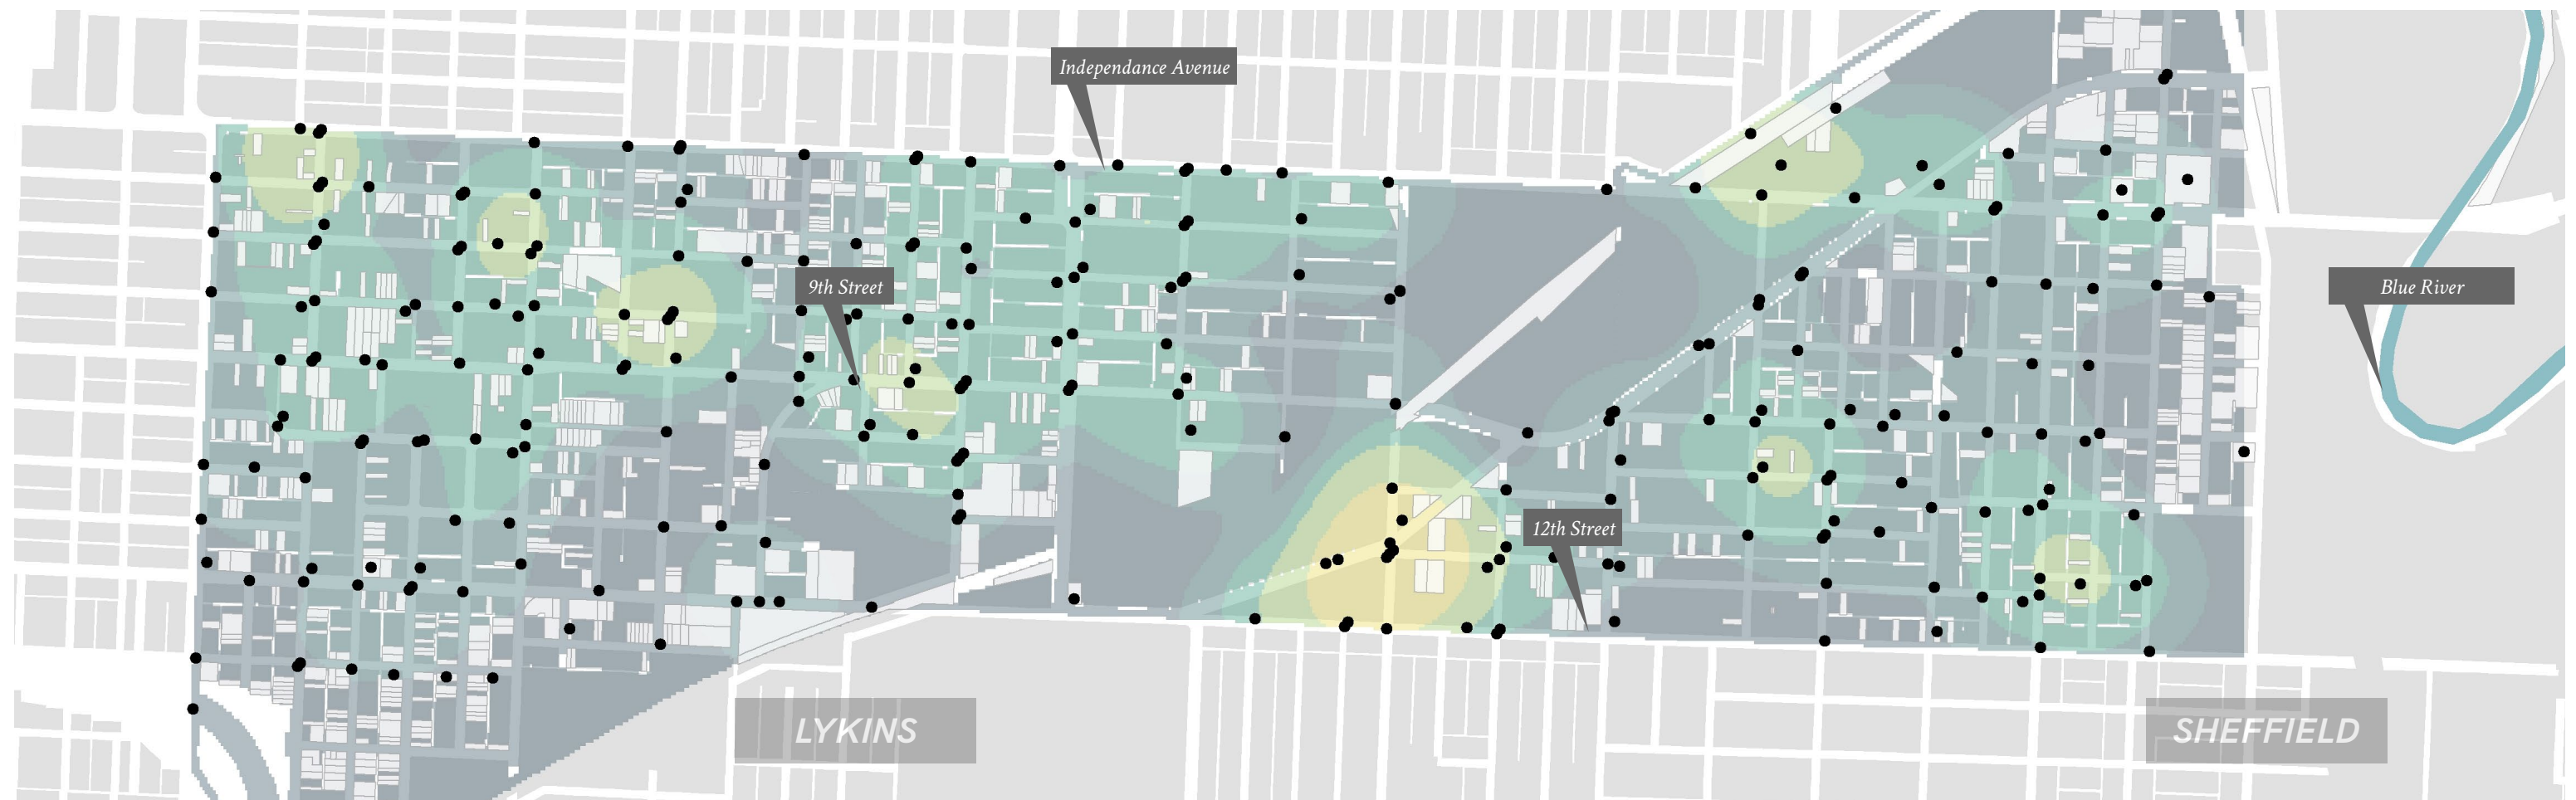 Independance Avenue
9th Street
Blue River
12th Street
LYKINS
SHEFFIELD